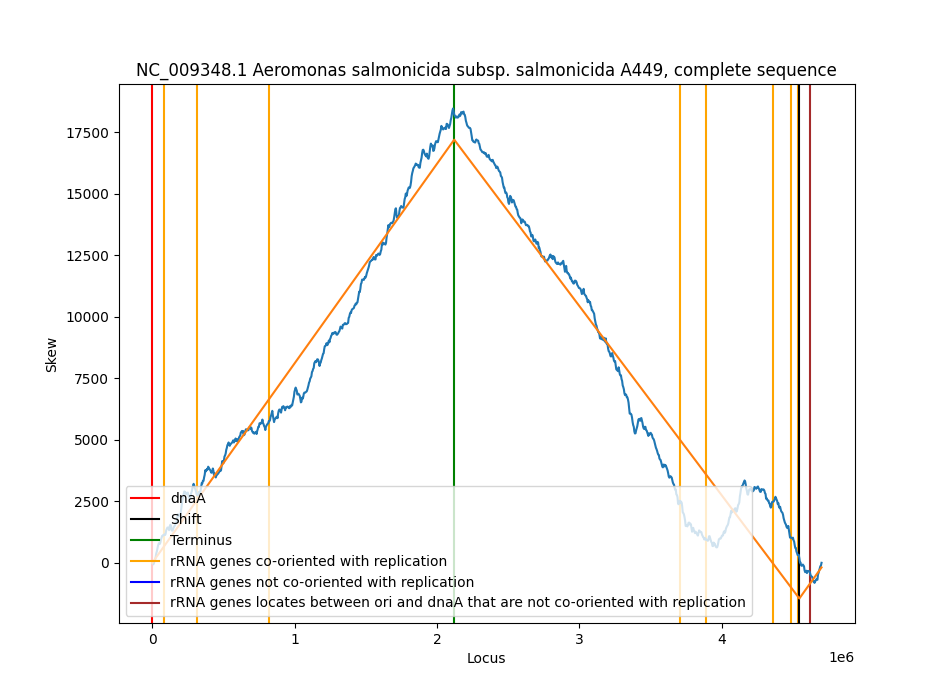 NC_009348.1 Aeromonas salmonicida subsp. salmonicida A449, complete sequence
17500
15000
12500
10000
7500
5000
2500
0
Skew
dnaA
Shift
Terminus
rRNA genes co-oriented with replication
rRNA genes not co-oriented with replication
rRNA genes locates between ori and dnaA that are not co-oriented with replication
0 1 2 3 4
1e6
Locus